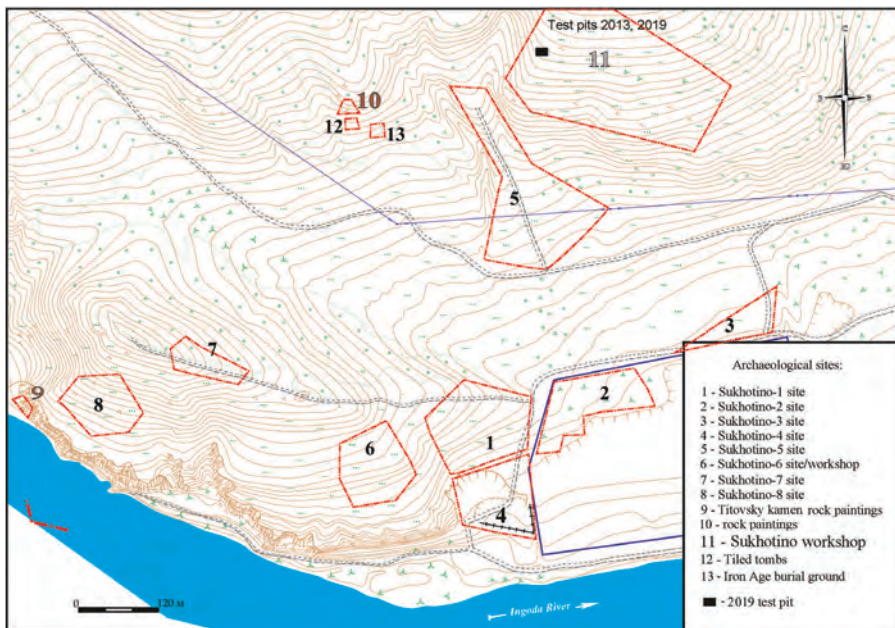 Test pits 2013, 2019
11
10
12
13
5
3
7
9
8
2
1
6
4
Archaeological sites:
1 - Sukhotino-1 site
2 - Sukhotino-2 site
3 - Sukhotino-3 site
4 - Sukhotino-4 site
5 - Sukhotino-5 site
6 - Sukhotino-6 site/workshop
7 - Sukhotino-7 site
8 - Sukhotino-8 site
9 - Titovsky kamen rock paintings
10 - rock paintings
11 - Sukhotino workshop
12 - Tiled tombs
13 - Iron Age burial ground
- 2019 test pit
0 120 м
Ingoda River